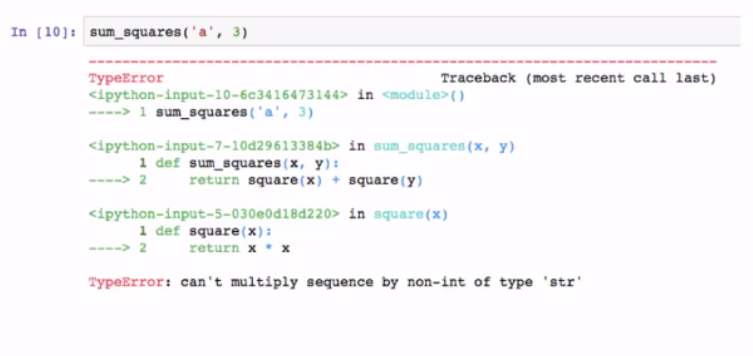 In [10]: sum_squares('a', 3)
---------------------------------------------------------------------------
TypeError                                 Traceback (most recent call last)
<ipython-input-10-6c3416473144> in <module>()
----> 1 sum_squares('a', 3)

<ipython-input-7-10d29613384b> in sum_squares(x, y)
      1 def sum_squares(x, y):
----> 2     return square(x) + square(y)

<ipython-input-5-030e0d18d220> in square(x)
      1 def square(x):
----> 2     return x * x

TypeError: can't multiply sequence by non-int of type 'str'